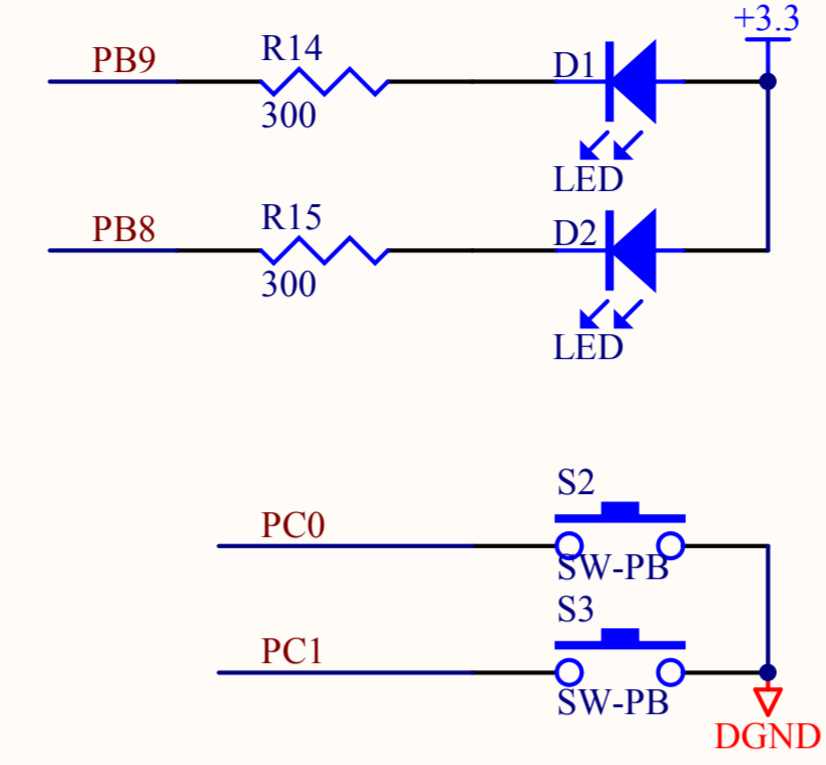 +3.3
PB9
R14
300
D1
LED
PB8
R15
300
D2
LED
S2
PC0
SW-PB
S3
PC1
SW-PB
DGND